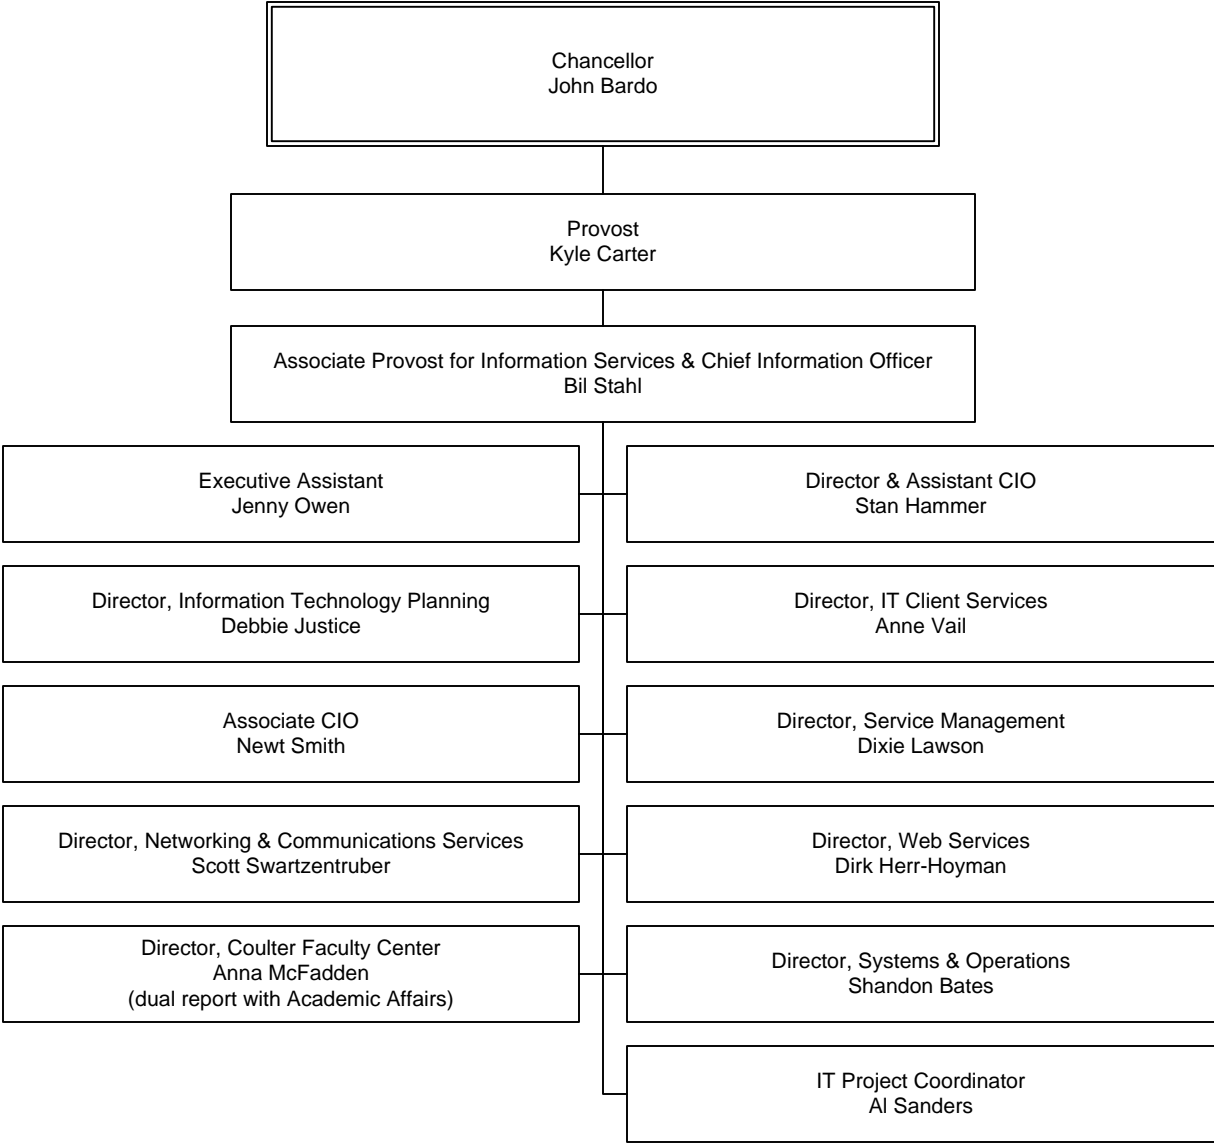 Chancellor
John Bardo
Provost
Kyle Carter
Associate Provost for Information Services & Chief Information Officer
Bil Stahl
Executive Assistant
Jenny Owen
Director & Assistant CIO
Stan Hammer
Director, Information Technology Planning
Debbie Justice
Director, IT Client Services
Anne Vail
Associate CIO
Newt Smith
Director, Service Management
Dixie Lawson
Director, Networking & Communications Services
Scott Swartzentruber
Director, Web Services
Dirk Herr-Hoyman
Director, Coulter Faculty Center
Anna McFadden
(dual report with Academic Affairs)
Director, Systems & Operations
Shandon Bates
IT Project Coordinator
Al Sanders